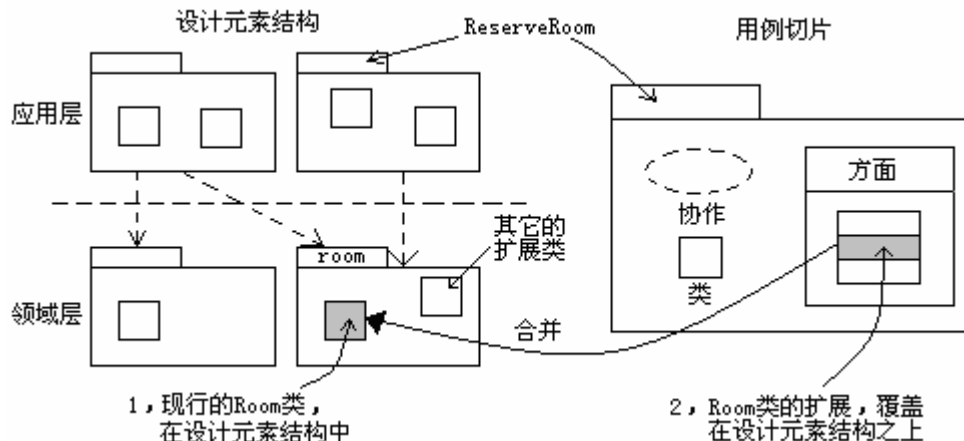 设计元素结构
ReserveRoom
用例切片
应用层
方面
协作
其它的
扩展类
room
类
领域层
合并
1，现行的Room类，
在设计元素结构中
2，Room类的扩展，覆盖
在设计元素结构之上